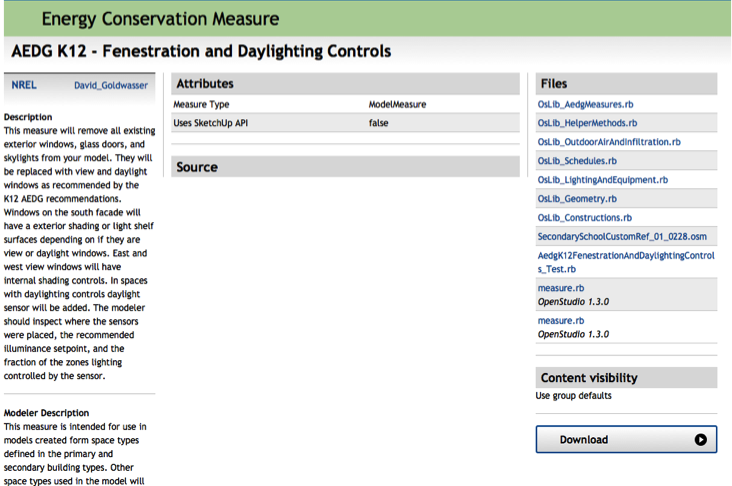 Energy Conservation Measure
AEDG K12 - Fenestration and Daylighting Controls
NREL David_Goldwasser
Description
This measure will remove all existing
exterior windows, glass doors, and
skylights from your model. They will
be replaced with view and daylight
windows as recommended by the
K12 AEDG recommendations.
Windows on the south facade will
have a exterior shading or light shelf
surfaces depending on if they are
view or daylight windows. East and
west view windows will have
internal shading controls. In spaces
with daylighting controls daylight
sensor will be added. The modeler
should inspect where the sensors
were placed, the recommended
illuminance setpoint, and the
fraction of the zones lighting
controlled by the sensor.
Modeler Description
This measure is intended for use in
models created form space types
defined in the primary and
secondary building types. Other
space types used in the model will
Attributes
Measure Type ModelMeasure
Uses SketchUp API false
Source
Files
OsLib_AedgMeasures.rb
OsLib_HelperMethods.rb
OsLib_OutdoorAirAndInfiltration.rb
OsLib_Schedules.rb
OsLib_LightingAndEquipment.rb
OsLib_Geometry.rb
OsLib_Constructions.rb
SecondarySchoolCustomRef_01_0228.osm
AedgK12FenestrationAndDaylightingControl
s_Test.rb
measure.rb
OpenStudio 1.3.0
measure.rb
OpenStudio 1.3.0
Content visibility
Use group defaults
Download